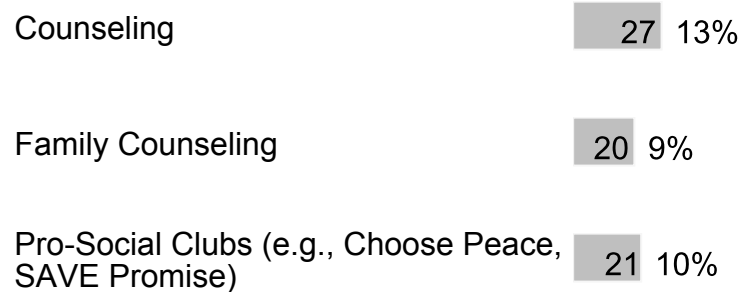 Counseling 27 13%
Family Counseling 20 9%
Pro-Social Clubs (e.g., Choose Peace,
SAVE Promise) 21 10%